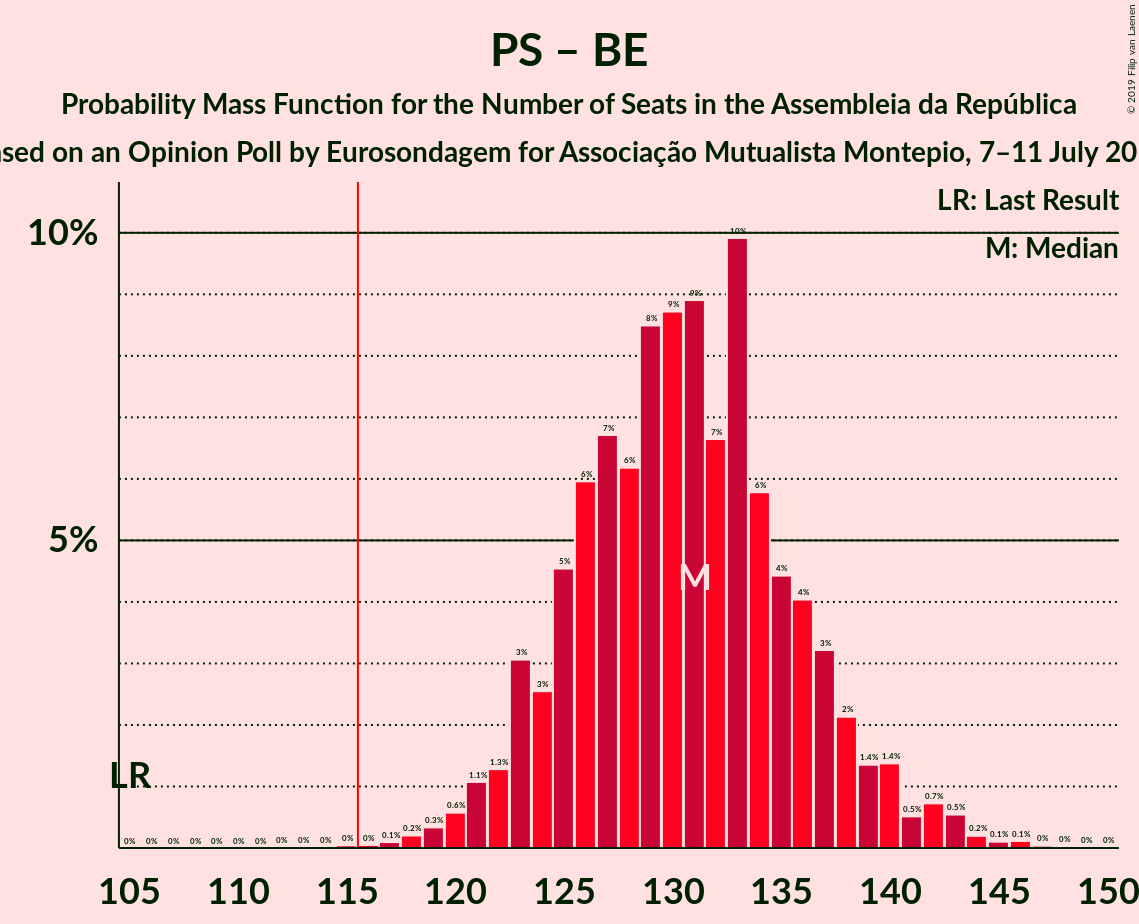 © 2019 Filip van Laenen
PS – BE
Probability Mass Function for the Number of Seats in the Assembleia da República
on an Opinion Poll by Eurosondagem for Associação Mutualista Montepio, 7–11 July
LR: Last Result
M: Median
10%
5%
LR
M
0% 0% 0% 0% 0% 0% 0% 0% 0% 0% 0% 0% 0.1% 0.2% 0.3% 0.6% 1.1% 1.3% 3% 3% 5% 6% 7% 6% 8% 9% 9% 7% 10% 6% 4% 4% 3% 2% 1.4% 1.4% 0.5% 0.7% 0.5% 0.2% 0.1% 0.1% 0% 0% 0% 0%
105 110 115 120 125 130 135 140 145 150